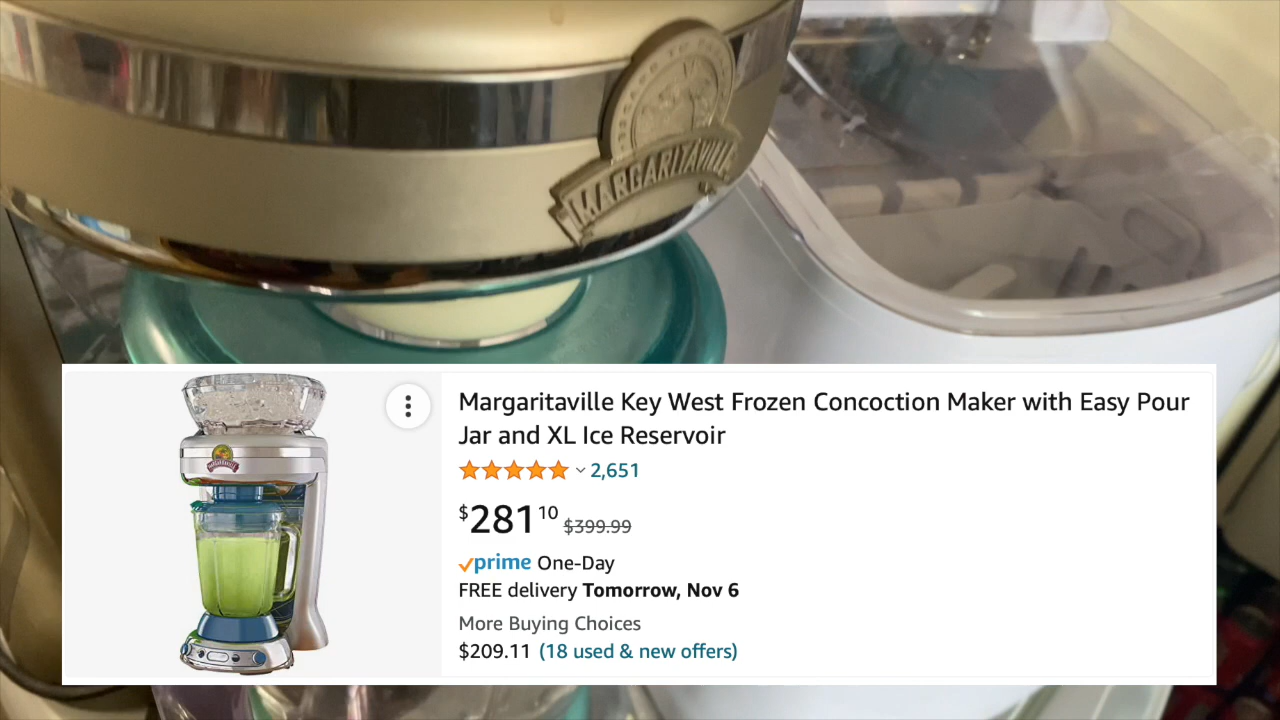 MARGARITAVILLE
Margaritaville Key West Frozen Concoction Maker with Easy Pour
Jar and XL Ice Reservoir
2,651
$281.10 $399.99
prime One-Day
FREE delivery Tomorrow, Nov 6
More Buying Choices
$209.11 (18 used & new offers)